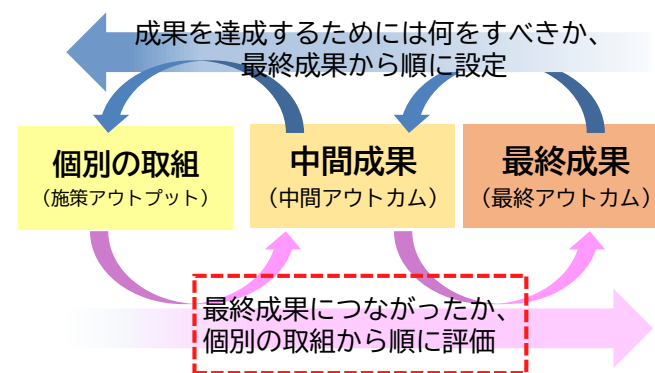 成果を達成するためには何をすべきか、
最終成果から順に設定
個別の取組
（施策アウトプット）
中間成果
（中間アウトカム）
最終成果
（最終アウトカム）
最終成果につながったか、
個別の取組から順に評価